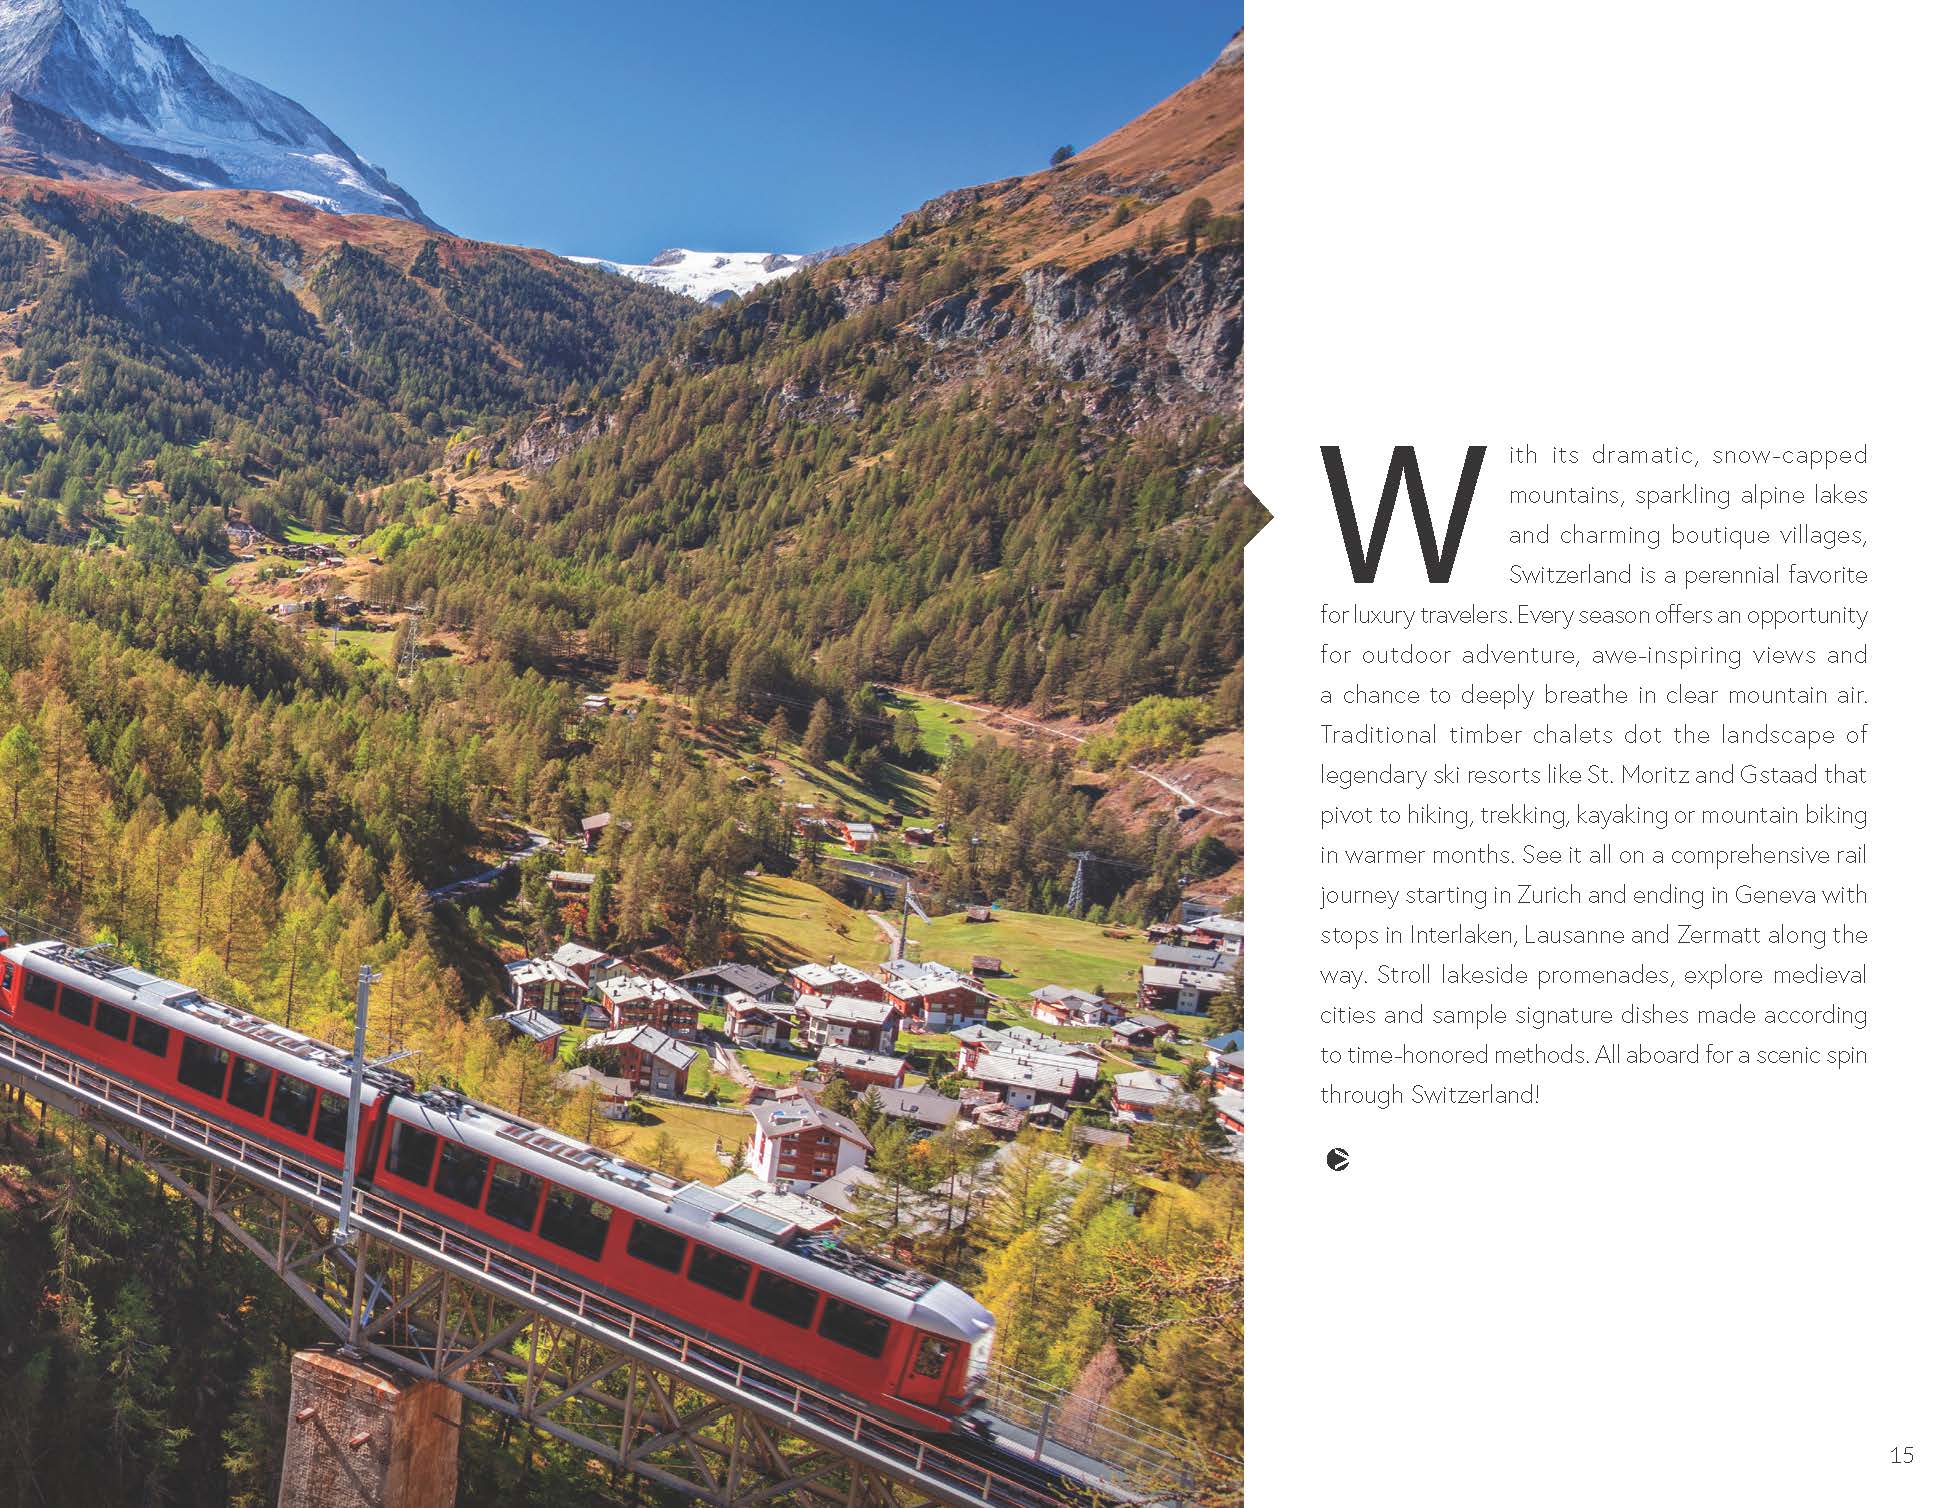 With its dramatic, snow-capped
mountains, sparkling alpine lakes
and charming boutique villages,
Switzerland is a perennial favorite
for luxury travelers. Every season offers an opportunity
for outdoor adventure, awe-inspiring views and
a chance to deeply breathe in clear mountain air.
Traditional timber chalets dot the landscape of
legendary ski resorts like St. Moritz and Gstaad that
pivot to hiking, trekking, kayaking or mountain biking
in warmer months. See it all on a comprehensive rail
journey starting in Zurich and ending in Geneva with
stops in Interlaken, Lausanne and Zermatt along the
way. Stroll lakeside promenades, explore medieval
cities and sample signature dishes made according
to time-honored methods. All aboard for a scenic spin
through Switzerland!
15